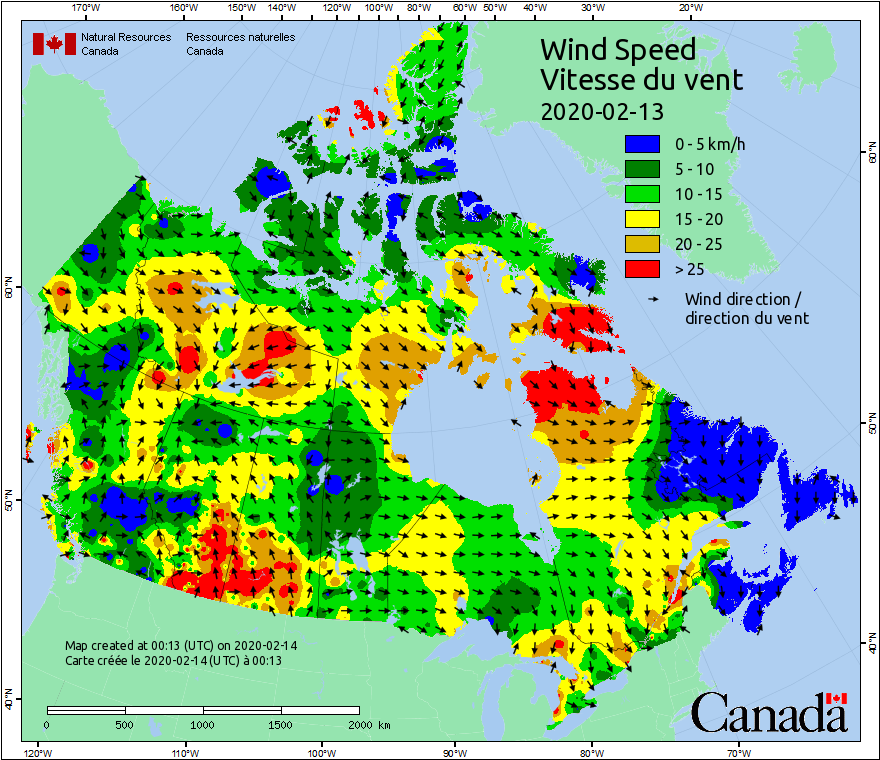 170°W 160°W 150°W 140°W 130°W 120°W 110°W 100°W 80°W 60°W 50°W 40°W 30°W 20°W
Natural Resources Ressources naturelles
Canada Canada
Wind Speed
Vitesse du vent
2020-02-13
0 - 5 km/h
5 - 10
10 - 15
15 - 20
20 - 25
> 25
Wind direction /
direction du vent
60°N
60°N
50°N
50°N
40°N
40°N
Map created at 00:13 (UTC) on 2020-02-14
Carte créée le 2020-02-14 (UTC) à 00:13
0 500 1000 1500 2000 km
Canada
120°W 110°W 100°W 90°W 80°W 70°W